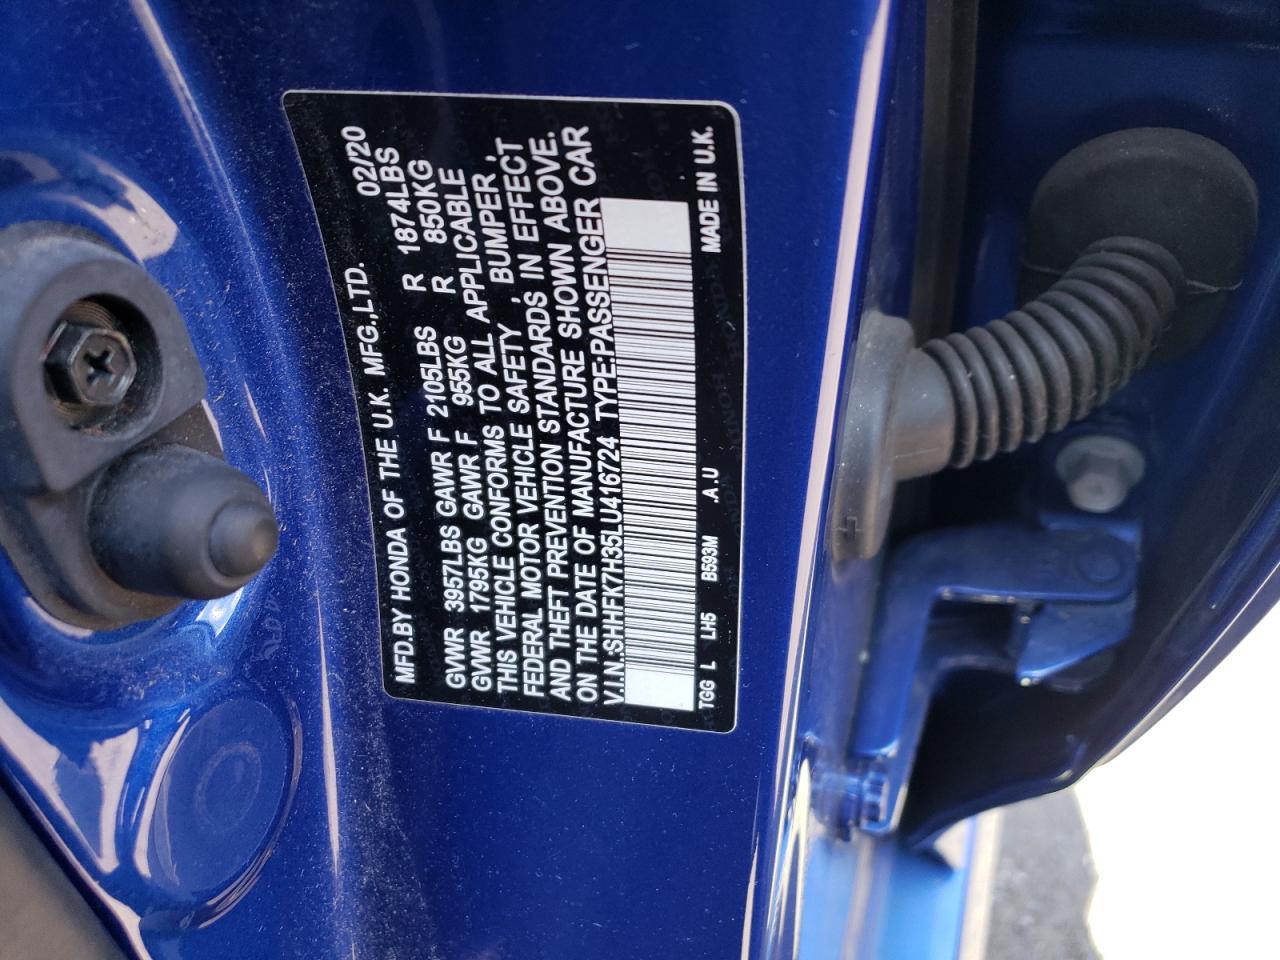 MFD.BY HONDA OF THE U.K. MFG.,LTD. 02/20
GVWR 3957LBS GAWR F 2105LBS R 1874LBS
GVWR 1795KG GAWR F 955KG R 850KG
THIS VEHICLE CONFORMS TO ALL APPLICABLE
FEDERAL MOTOR VEHICLE SAFETY, BUMPER,
AND THEFT PREVENTION STANDARDS IN EFFECT
ON THE DATE OF MANUFACTURE SHOWN ABOVE.
V.I.N.:SHHFK7H35LU416724 TYPE:PASSENGER CAR
TGG L LH5 B593M .A.U MADE IN U.K.